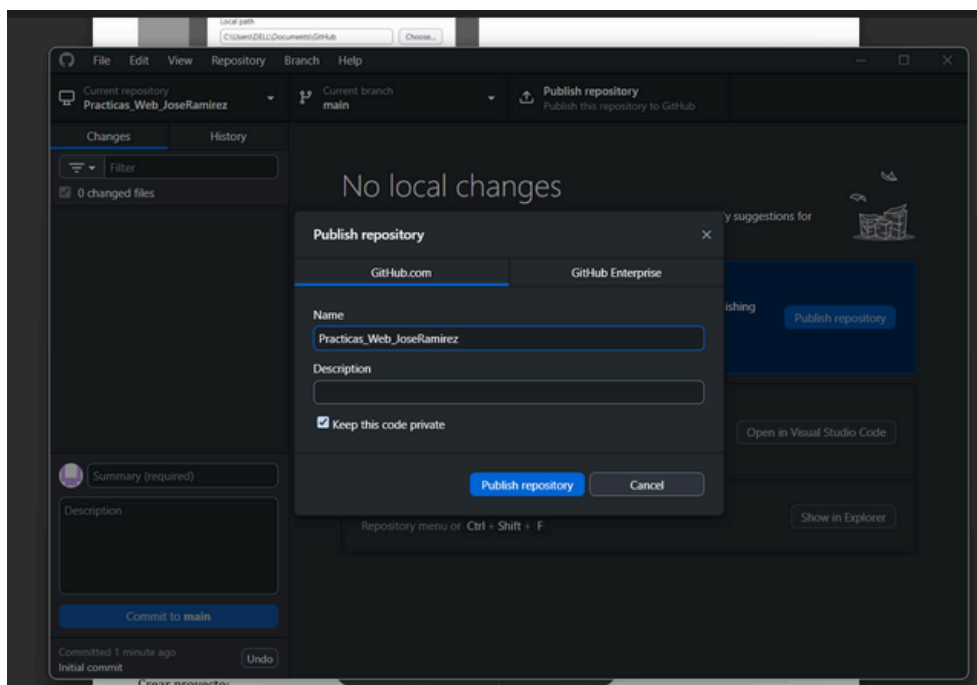 Local path
C:\Users\DELL\Documents\GitHub
Choose...
File Edit View Repository Branch Help
Current repository
Practicas_Web_JoseRamirez
Current branch
main
Publish repository
Publish this repository to GitHub
Changes History
Filter
0 changed files
No local changes
y suggestions for
Publish repository
GitHub.com GitHub Enterprise
ishing
Publish repository
Name
Practicas_Web_JoseRamirez
Description
Keep this code private
Open in Visual Studio Code
Publish repository Cancel
Summary (required)
Description
Repository menu or Ctrl + Shift + F
Show in Explorer
Commit to main
Committed 1 minute ago
Initial commit
Undo
Crear proyecto: